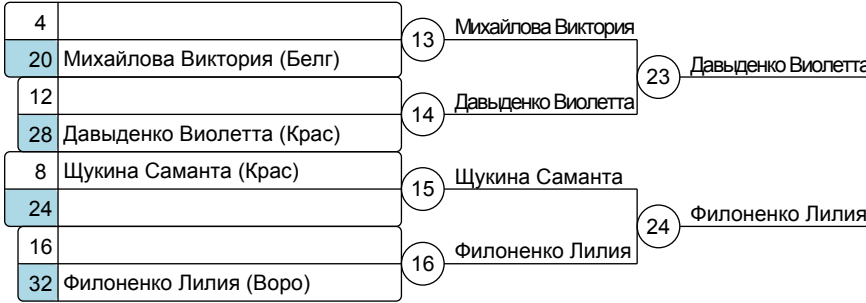 4
13 Михайлова Виктория
20 Михайлова Виктория (Белг)
23 Давыденко Виолетта
12
14 Давыденко Виолетта
28 Давыденко Виолетта (Крас)
8 Щукина Саманта (Крас)
15 Щукина Саманта
24
24 Филоненко Лилия
16
16 Филоненко Лилия
32 Филоненко Лилия (Воро)